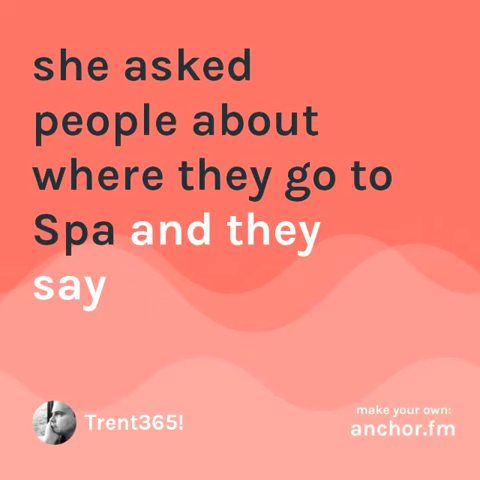 she asked
people about
where they go to
Spa and they
say
Trent365!
make your own:
anchor.fm